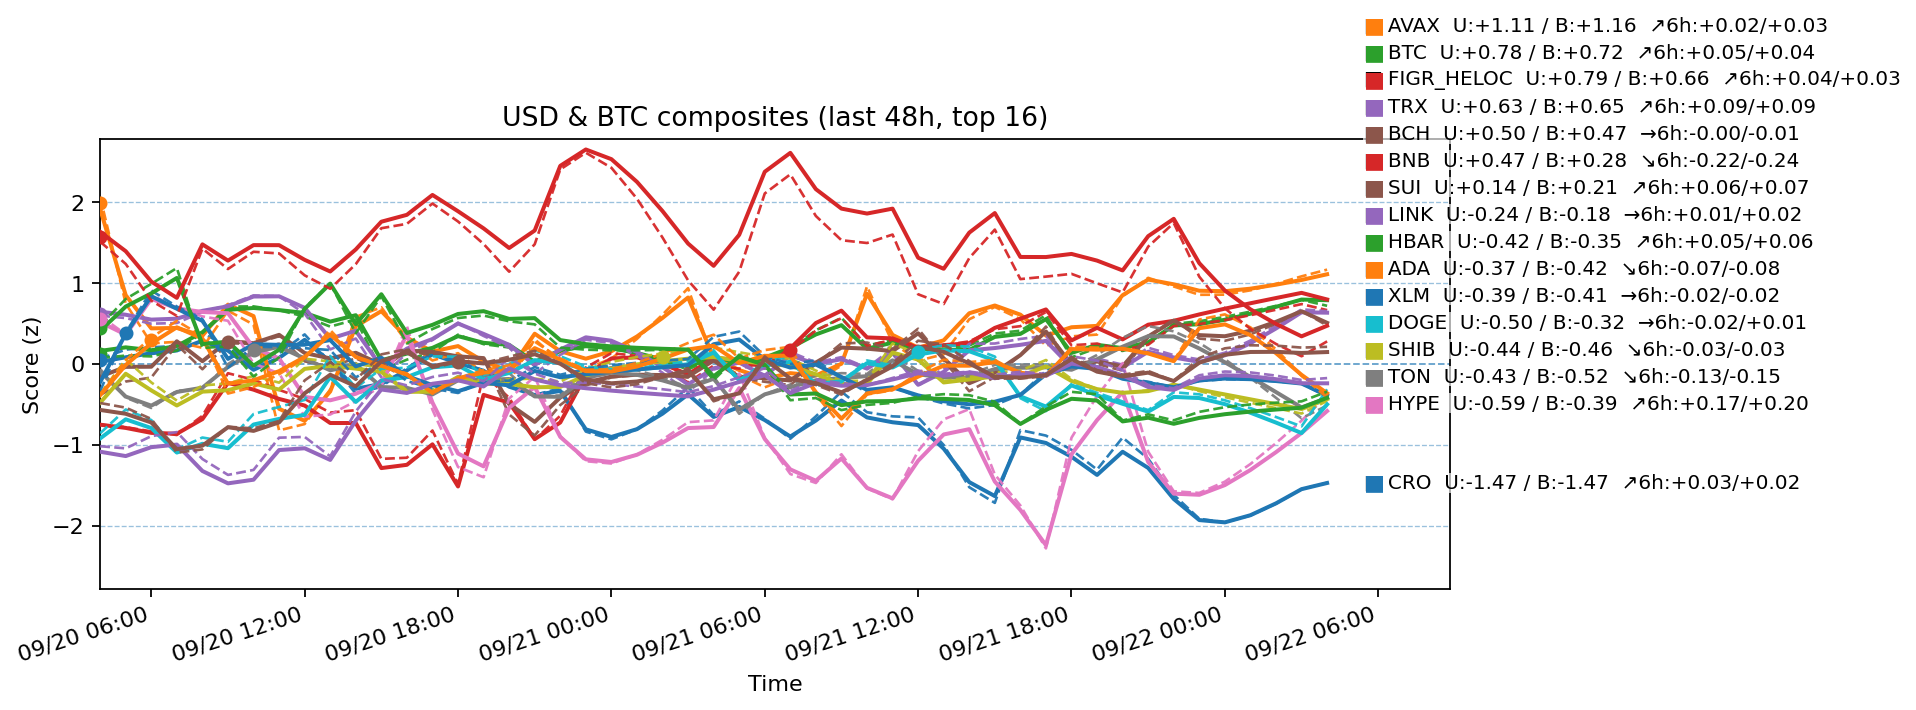 AVAX  U:+1.11 / B:+1.16  ↗6h:+0.02/+0.03
BTC  U:+0.78 / B:+0.72  ↗6h:+0.05/+0.04
FIGR_HELOC  U:+0.79 / B:+0.66  ↗6h:+0.04/+0.03
TRX  U:+0.63 / B:+0.65  ↗6h:+0.09/+0.09
BCH  U:+0.50 / B:+0.47  →6h:-0.00/-0.01
BNB  U:+0.47 / B:+0.28  ↘6h:-0.22/-0.24
SUI  U:+0.14 / B:+0.21  ↗6h:+0.06/+0.07
LINK  U:-0.24 / B:-0.18  →6h:+0.01/+0.02
HBAR  U:-0.42 / B:-0.35  ↗6h:+0.05/+0.06
ADA  U:-0.37 / B:-0.42  ↘6h:-0.07/-0.08
XLM  U:-0.39 / B:-0.41  →6h:-0.02/-0.02
DOGE  U:-0.50 / B:-0.32  →6h:-0.02/+0.01
SHIB  U:-0.44 / B:-0.46  ↘6h:-0.03/-0.03
TON  U:-0.43 / B:-0.52  ↘6h:-0.13/-0.15
HYPE  U:-0.59 / B:-0.39  ↗6h:+0.17/+0.20
CRO  U:-1.47 / B:-1.47  ↗6h:+0.03/+0.02
USD & BTC composites (last 48h, top 16)
Score (z)
2
1
0
−1
−2
09/20 06:00
09/20 12:00
09/20 18:00
09/21 00:00
09/21 06:00
09/21 12:00
09/21 18:00
09/22 00:00
09/22 06:00
Time